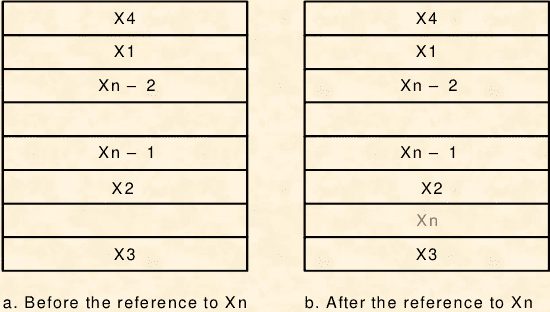 X4
X1
Xn – 2
Xn – 1
X2
X3
a. Before the reference to Xn
X4
X1
Xn – 2
Xn – 1
X2
Xn
X3
b. After the reference to Xn